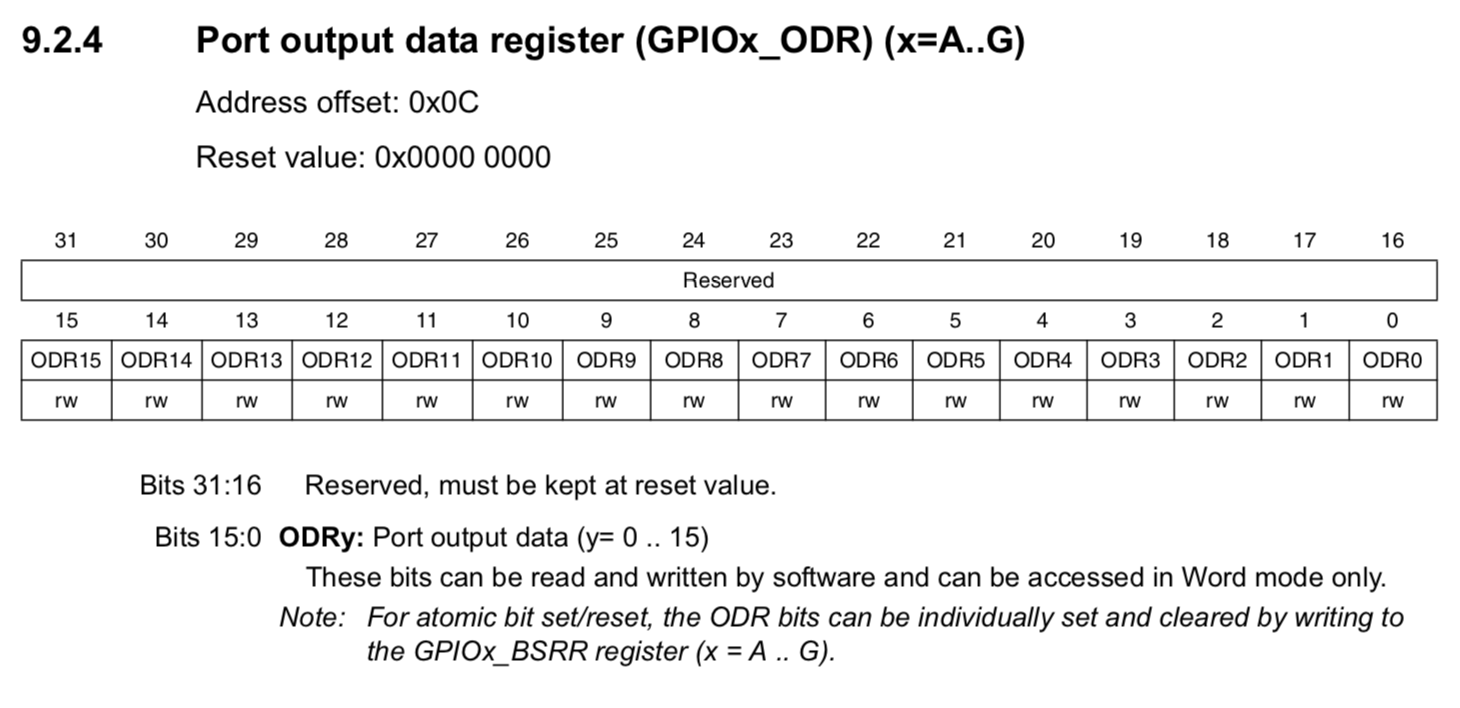 9.2.4 Port output data register (GPIOx_ODR) (x=A..G)
Address offset: 0x0C
Reset value: 0x0000 0000
31 30 29 28 27 26 25 24 23 22 21 20 19 18 17 16
Reserved
15 14 13 12 11 10 9 8 7 6 5 4 3 2 1 0
ODR15 ODR14 ODR13 ODR12 ODR11 ODR10 ODR9 ODR8 ODR7 ODR6 ODR5 ODR4 ODR3 ODR2 ODR1 ODR0
rw rw rw rw rw rw rw rw rw rw rw rw rw rw rw rw
Bits 31:16 Reserved, must be kept at reset value.
Bits 15:0 ODRy: Port output data (y= 0 .. 15)
These bits can be read and written by software and can be accessed in Word mode only.
Note: For atomic bit set/reset, the ODR bits can be individually set and cleared by writing to
the GPIOx_BSRR register (x = A .. G).